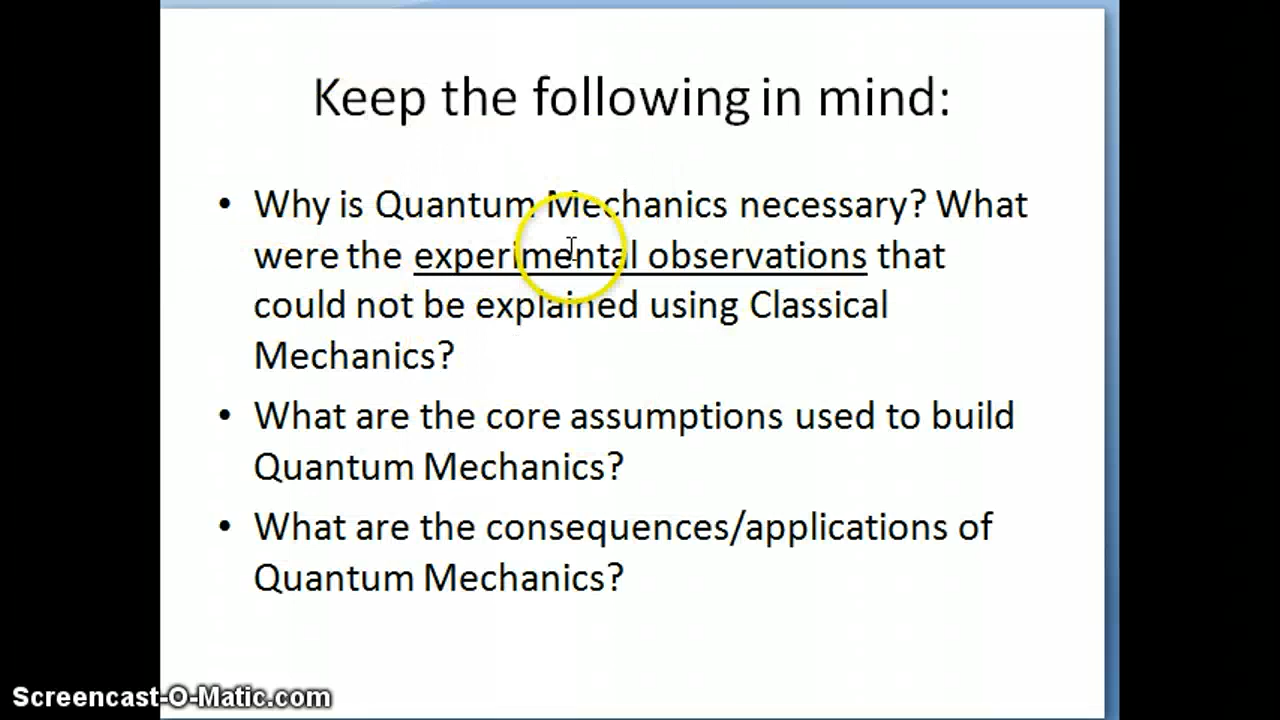 Keep the following in mind:
• Why is Quantum Mechanics necessary? What
were the experimental observations that
could not be explained using Classical
Mechanics?
• What are the core assumptions used to build
Quantum Mechanics?
• What are the consequences/applications of
Quantum Mechanics?
Screencast-O-Matic.com